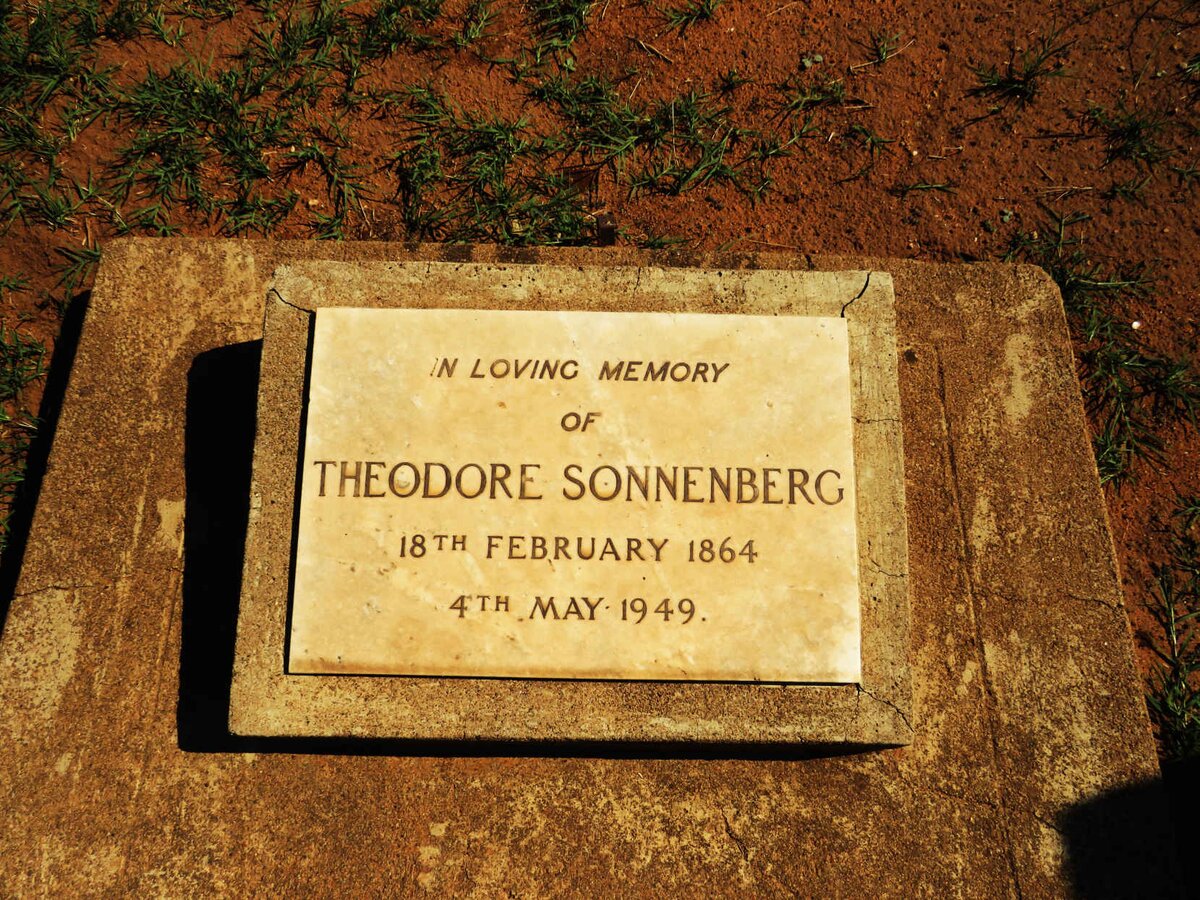 IN LOVING MEMORY
OF
THEODORE SONNENBERG
18TH FEBRUARY 1864
4TH MAY 1949.